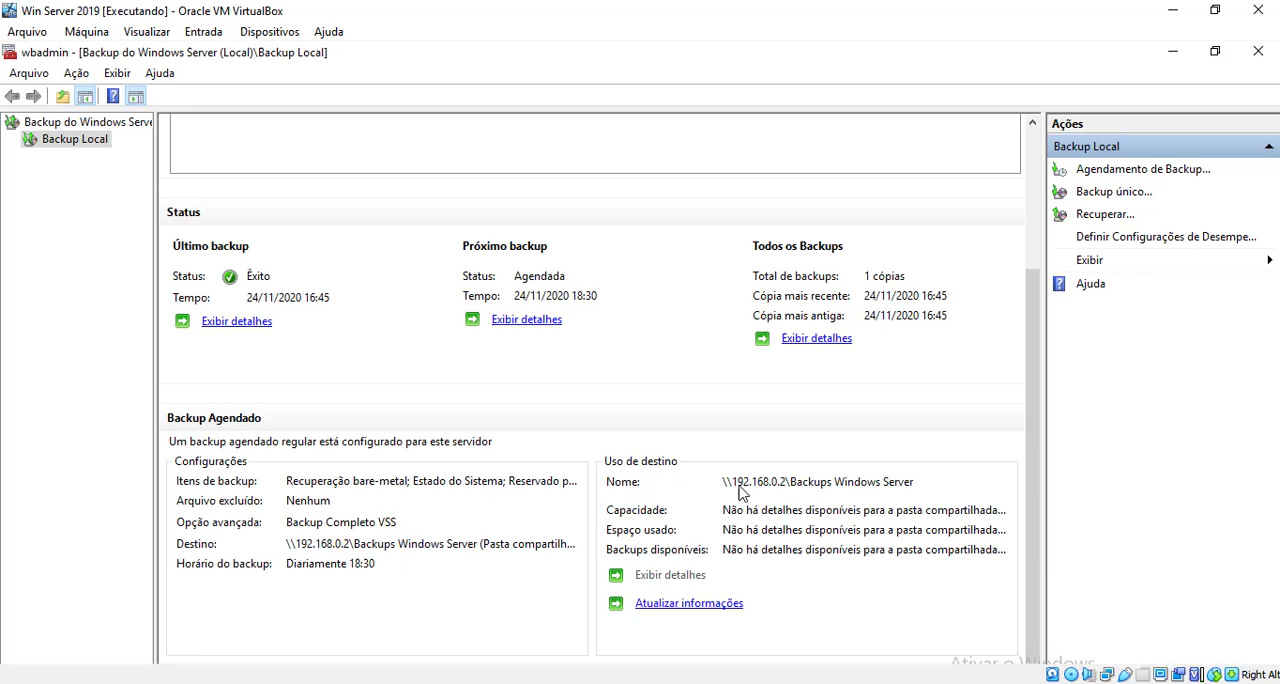 Win Server 2019 [Executando] - Oracle VM VirtualBox
Arquivo Máquina Visualizar Entrada Dispositivos Ajuda
wbadmin - [Backup do Windows Server (Local)\Backup Local]
Arquivo Ação Exibir Ajuda
Backup do Windows Serve
Backup Local
Status
Último backup
Status: Êxito
Tempo: 24/11/2020 16:45
Exibir detalhes
Próximo backup
Status: Agendada
Tempo: 24/11/2020 18:30
Exibir detalhes
Todos os Backups
Total de backups: 1 cópias
Cópia mais recente: 24/11/2020 16:45
Cópia mais antiga: 24/11/2020 16:45
Exibir detalhes
Backup Agendado
Um backup agendado regular está configurado para este servidor
Configurações
Itens de backup: Recuperação bare-metal; Estado do Sistema; Reservado p...
Arquivo excluído: Nenhum
Opção avançada: Backup Completo VSS
Destino: \\192.168.0.2\Backups Windows Server (Pasta compartilh...
Horário do backup: Diariamente 18:30
Uso de destino
Nome: \\192.168.0.2\Backups Windows Server
Capacidade: Não há detalhes disponíveis para a pasta compartilhada...
Espaço usado: Não há detalhes disponíveis para a pasta compartilhada...
Backups disponíveis: Não há detalhes disponíveis para a pasta compartilhada...
Exibir detalhes
Atualizar informações
Ações
Backup Local
Agendamento de Backup...
Backup único...
Recuperar...
Definir Configurações de Desempe...
Exibir
Ajuda
Ativar o Windows
Right Alt